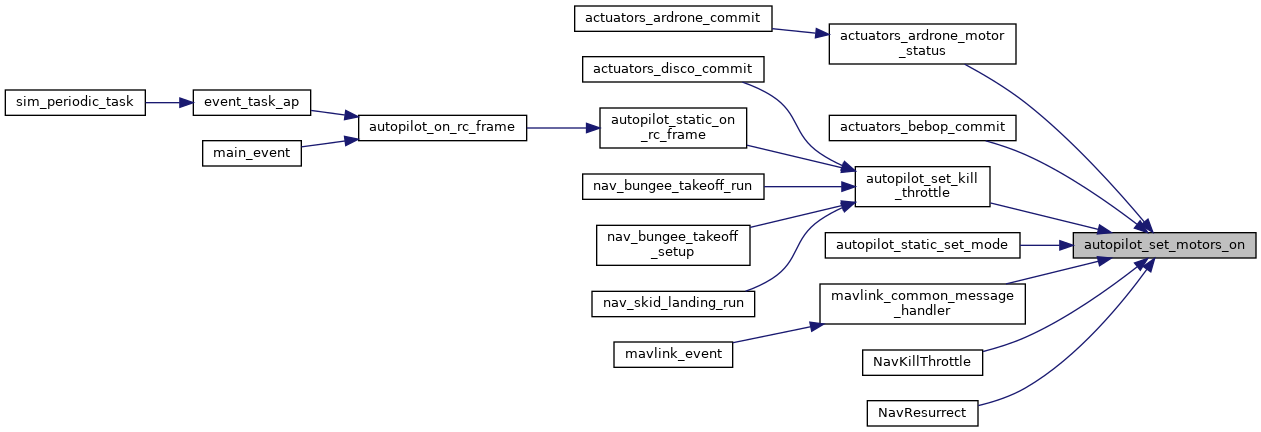 actuators_ardrone_commit
actuators_ardrone_motor
_status
actuators_disco_commit
sim_periodic_task
event_task_ap
autopilot_on_rc_frame
autopilot_static_on
_rc_frame
actuators_bebop_commit
main_event
nav_bungee_takeoff_run
autopilot_set_kill
_throttle
nav_bungee_takeoff
_setup
autopilot_static_set_mode
autopilot_set_motors_on
nav_skid_landing_run
mavlink_common_message
_handler
mavlink_event
NavKillThrottle
NavResurrect